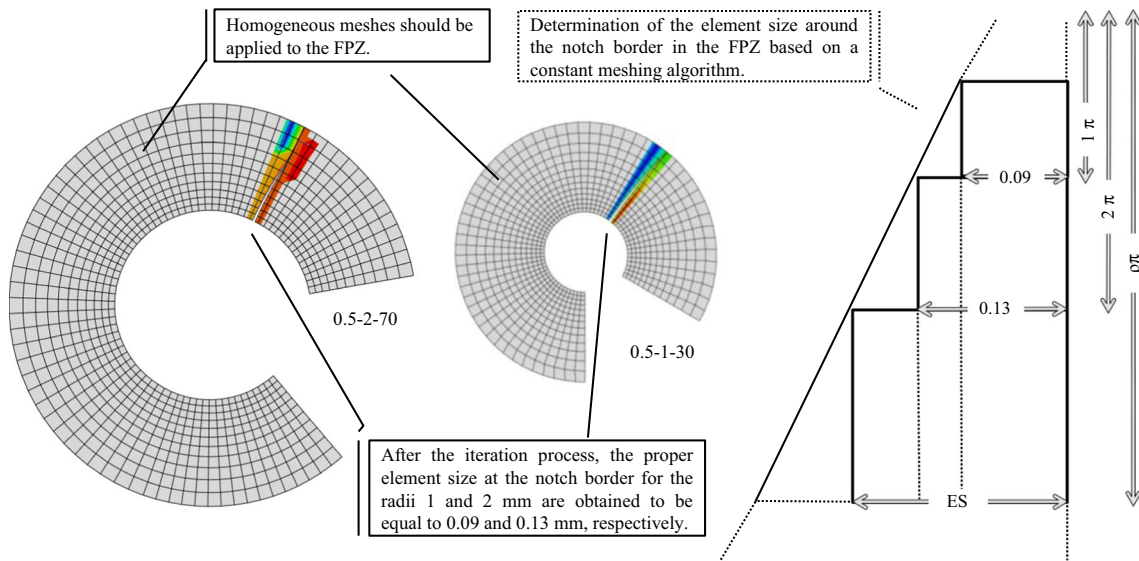 Homogeneous meshes should be
applied to the FPZ.
Determination of the element size around
the notch border in the FPZ based on a
constant meshing algorithm.
0.5-2-70
0.5-1-30
After the iteration process, the proper
element size at the notch border for the
radii 1 and 2 mm are obtained to be
equal to 0.09 and 0.13 mm, respectively.
0.09
0.13
ES
1 π
2 π
ρπ